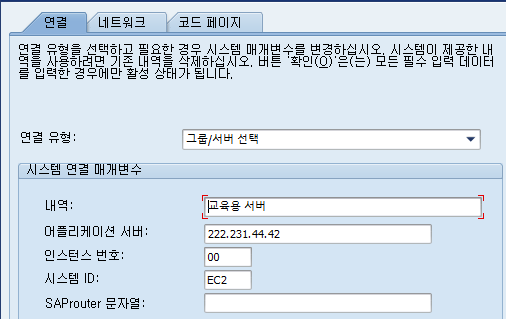 연결 네트워크 코드 페이지
연결 유형을 선택하고 필요한 경우 시스템 매개변수를 변경하십시오. 시스템이 제공한 내
역을 사용하려면 기존 내역을 삭제하십시오. 버튼 '확인(O)'은(는) 모든 필수 입력 데이터
를 입력한 경우에만 활성 상태가 됩니다.
연결 유형: 그룹/서버 선택
시스템 연결 매개변수
내역: 교육용 서버
어플리케이션 서버: 222.231.44.42
인스턴스 번호: 00
시스템 ID: EC2
SAProuter 문자열: